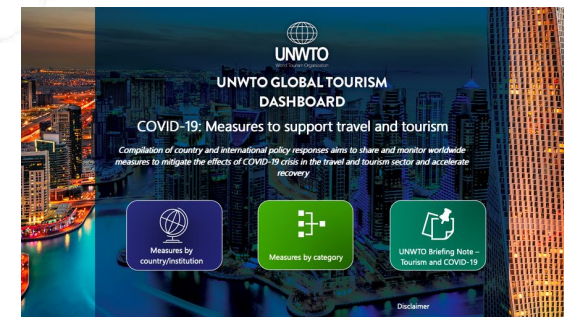 UNWTO
World Tourism Organization
UNWTO GLOBAL TOURISM
DASHBOARD
COVID-19: Measures to support travel and tourism
Compilation of country and international policy responses aims to share and monitor worldwide
measures to mitigate the effects of COVID-19 crisis in the travel and tourism sector and accelerate
recovery
Measures by
country/institution
Measures by category
UNWTO Briefing Note –
Tourism and COVID-19
Disclaimer